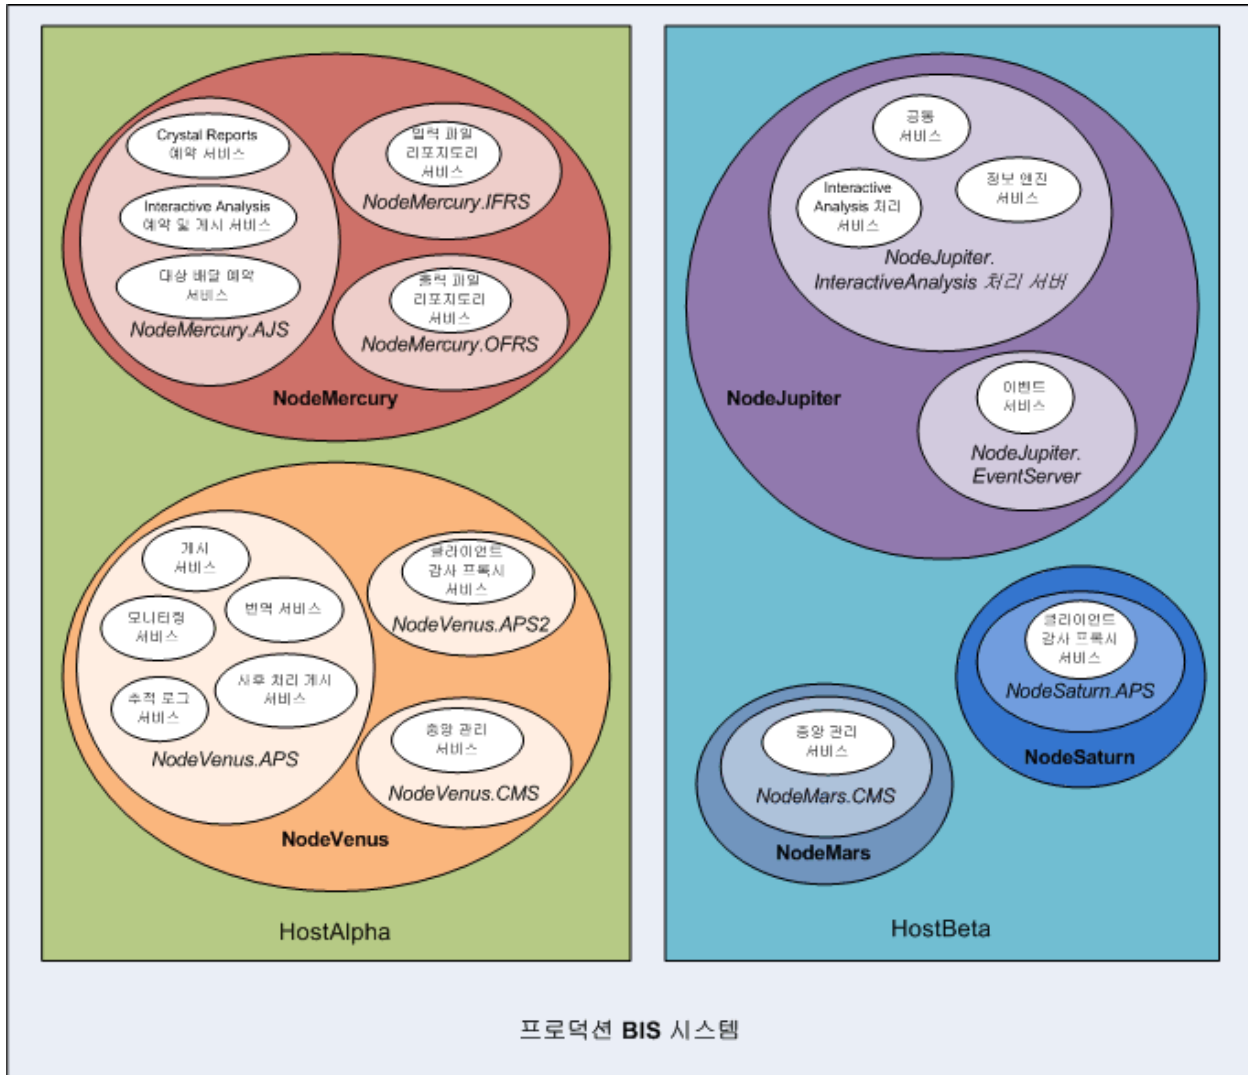 Crystal Reports
예약 서비스
Interactive Analysis
예약 및 게시 서비스
대상 배달 예약
서비스
NodeMercury.AJS
입력 파일
리포지토리
서비스
NodeMercury.IFRS
출력 파일
리포지토리
서비스
NodeMercury.OFRS
NodeMercury
게시
서비스
모니터링
서비스
번역 서비스
추적 로그
서비스
사후 처리 게시
서비스
NodeVenus.APS
클라이언트
감사 프록시
서비스
NodeVenus.APS2
중앙 관리
서비스
NodeVenus.CMS
NodeVenus
HostAlpha
공통
서비스
Interactive
Analysis 처리
서비스
정보 엔진
서비스
NodeJupiter.
InteractiveAnalysis 처리 서버
이벤트
서비스
NodeJupiter.
EventServer
NodeJupiter
클라이언트
감사 프록시
서비스
NodeSaturn.APS
NodeSaturn
중앙 관리
서비스
NodeMars.CMS
NodeMars
HostBeta
프로덕션 BIS 시스템